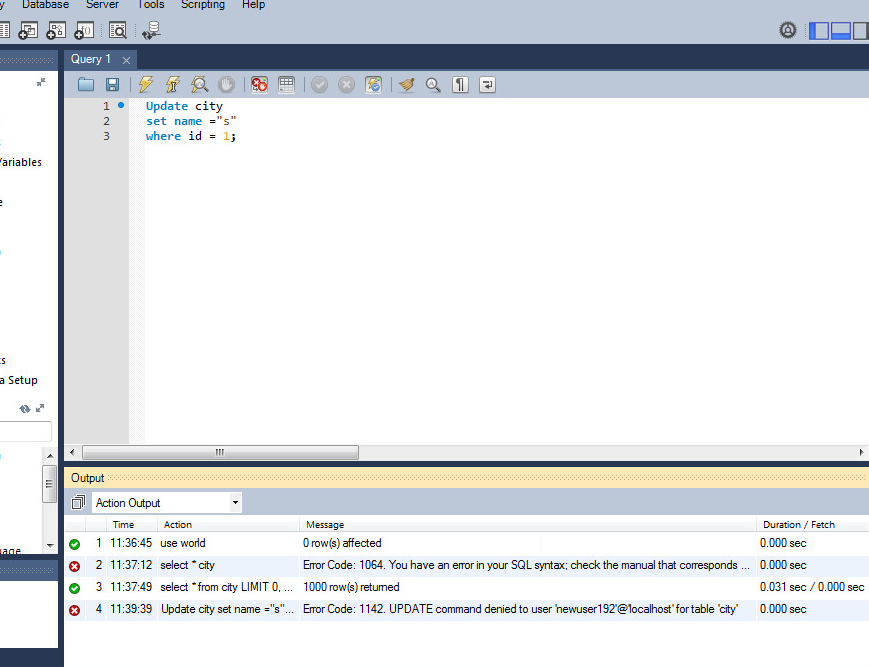 Database Server Tools Scripting Help
Query 1
1 Update city
2 set name ="s"
3 where id = 1;
Variables
a Setup
Output
Action Output
Time Action Message Duration / Fetch
1 11:36:45 use world 0 row(s) affected 0.000 sec
2 11:37:12 select * city Error Code: 1064. You have an error in your SQL syntax; check the manual that corresponds ... 0.000 sec
3 11:37:49 select * from city LIMIT 0, ... 1000 row(s) returned 0.031 sec / 0.000 sec
4 11:39:39 Update city set name ="s"... Error Code: 1142. UPDATE command denied to user 'newuser192'@'localhost' for table 'city' 0.000 sec